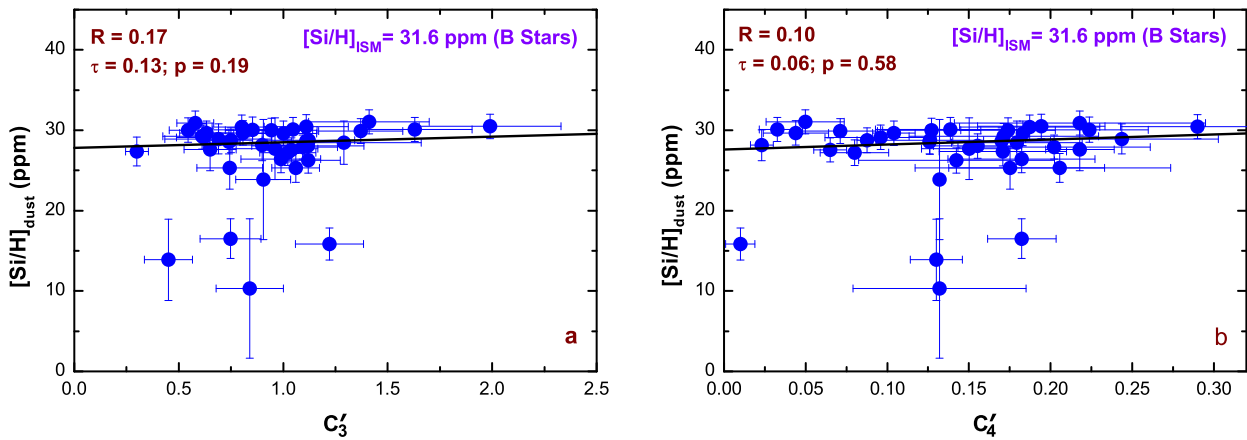 R = 0.17
[Si/H]ISM= 31.6 ppm (B Stars)
τ = 0.13; p = 0.19
[Si/H]dust (ppm)
40
30
20
10
0
a
0.0 0.5 1.0 1.5 2.0 2.5
C′3
R = 0.10
[Si/H]ISM= 31.6 ppm (B Stars)
τ = 0.06; p = 0.58
[Si/H]dust (ppm)
40
30
20
10
0
b
0.00 0.05 0.10 0.15 0.20 0.25 0.30
C′4